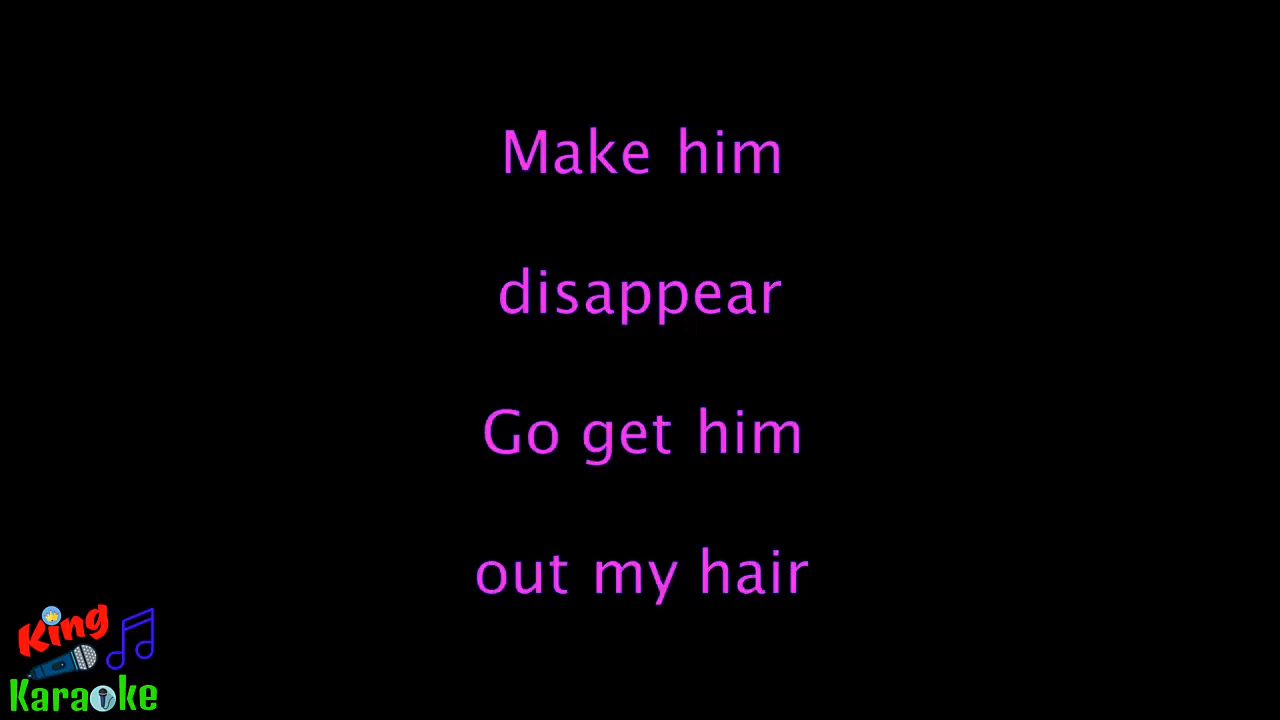 Make him
disappear
Go get him
out my hair
King
Karaoke